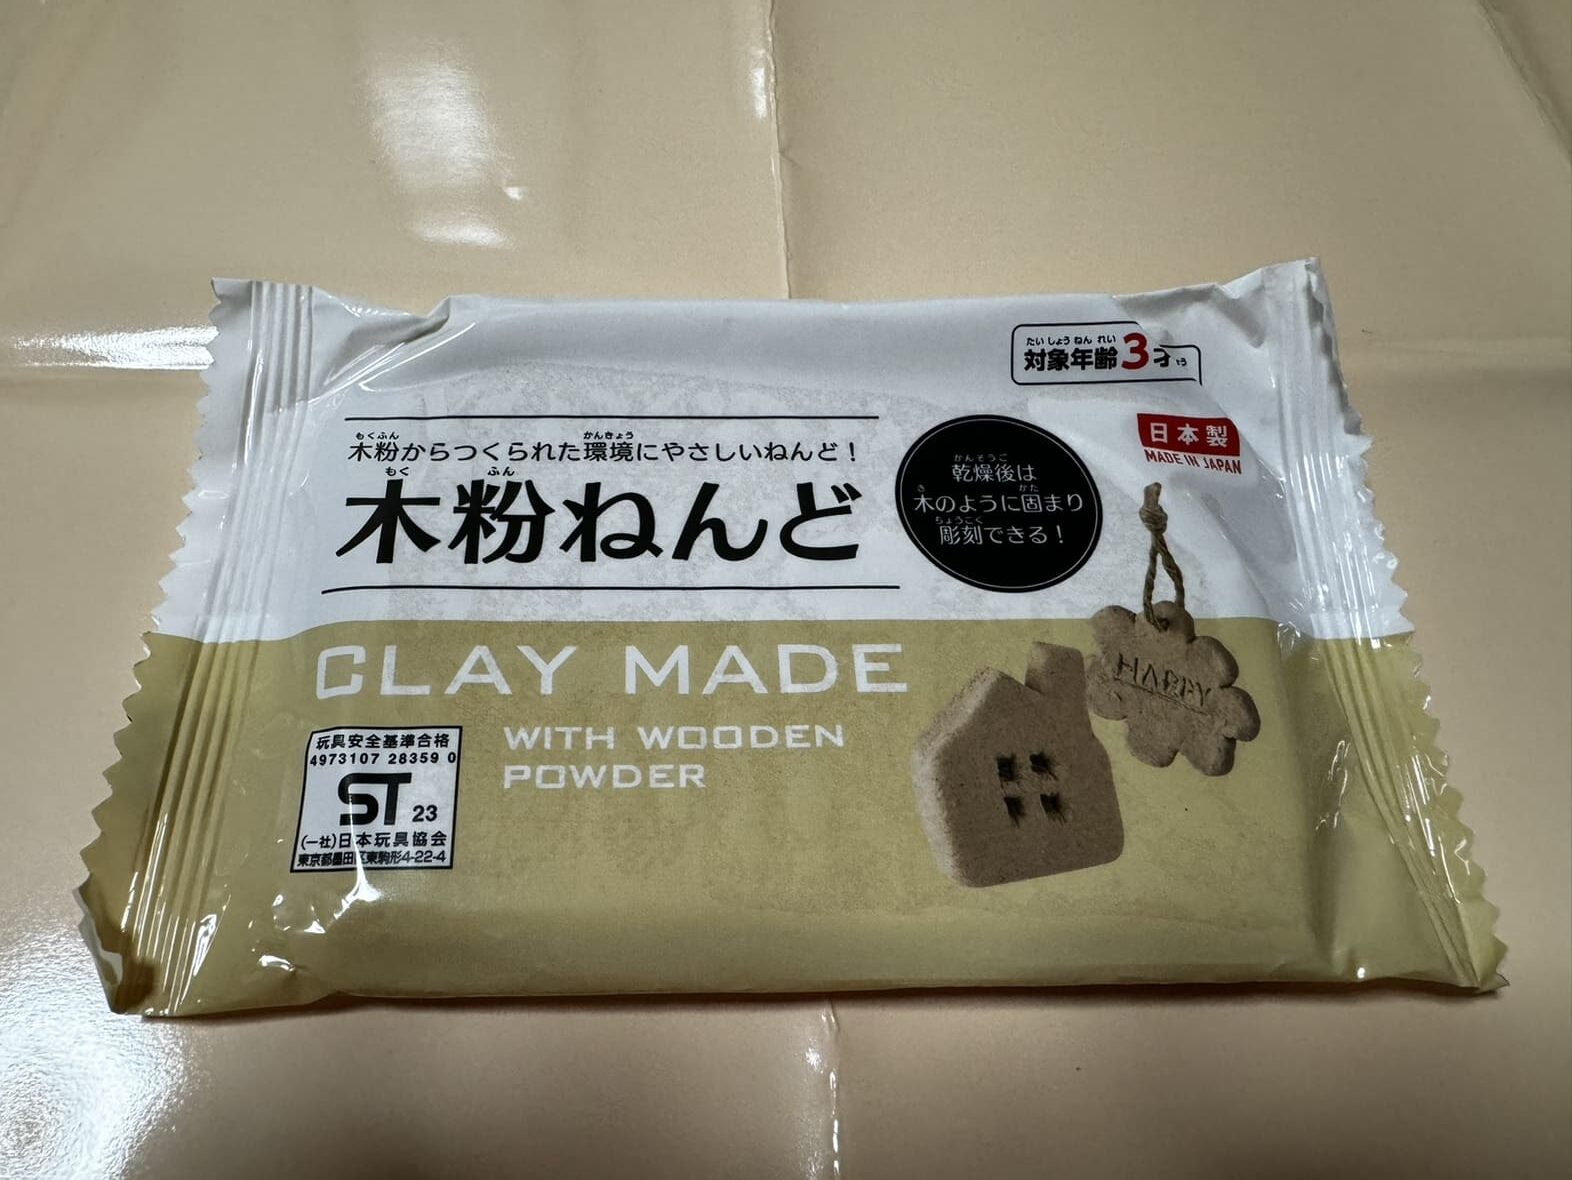 たいしょうねんれい
対象年齢3才
もくふん かんきょう
木粉からつくられた環境にやさしいねんど！
もく ふん
木粉ねんど
かんそうご
乾燥後は
き かた
木のように固まり
ちょうこく
彫刻できる！
日本製
MADE IN JAPAN
CLAY MADE
WITH WOODEN
POWDER
玩具安全基準合格
4973107 28359 0
ST 23
(一社)日本玩具協会
東京都墨田区東駒形4-22-4
HAPPY